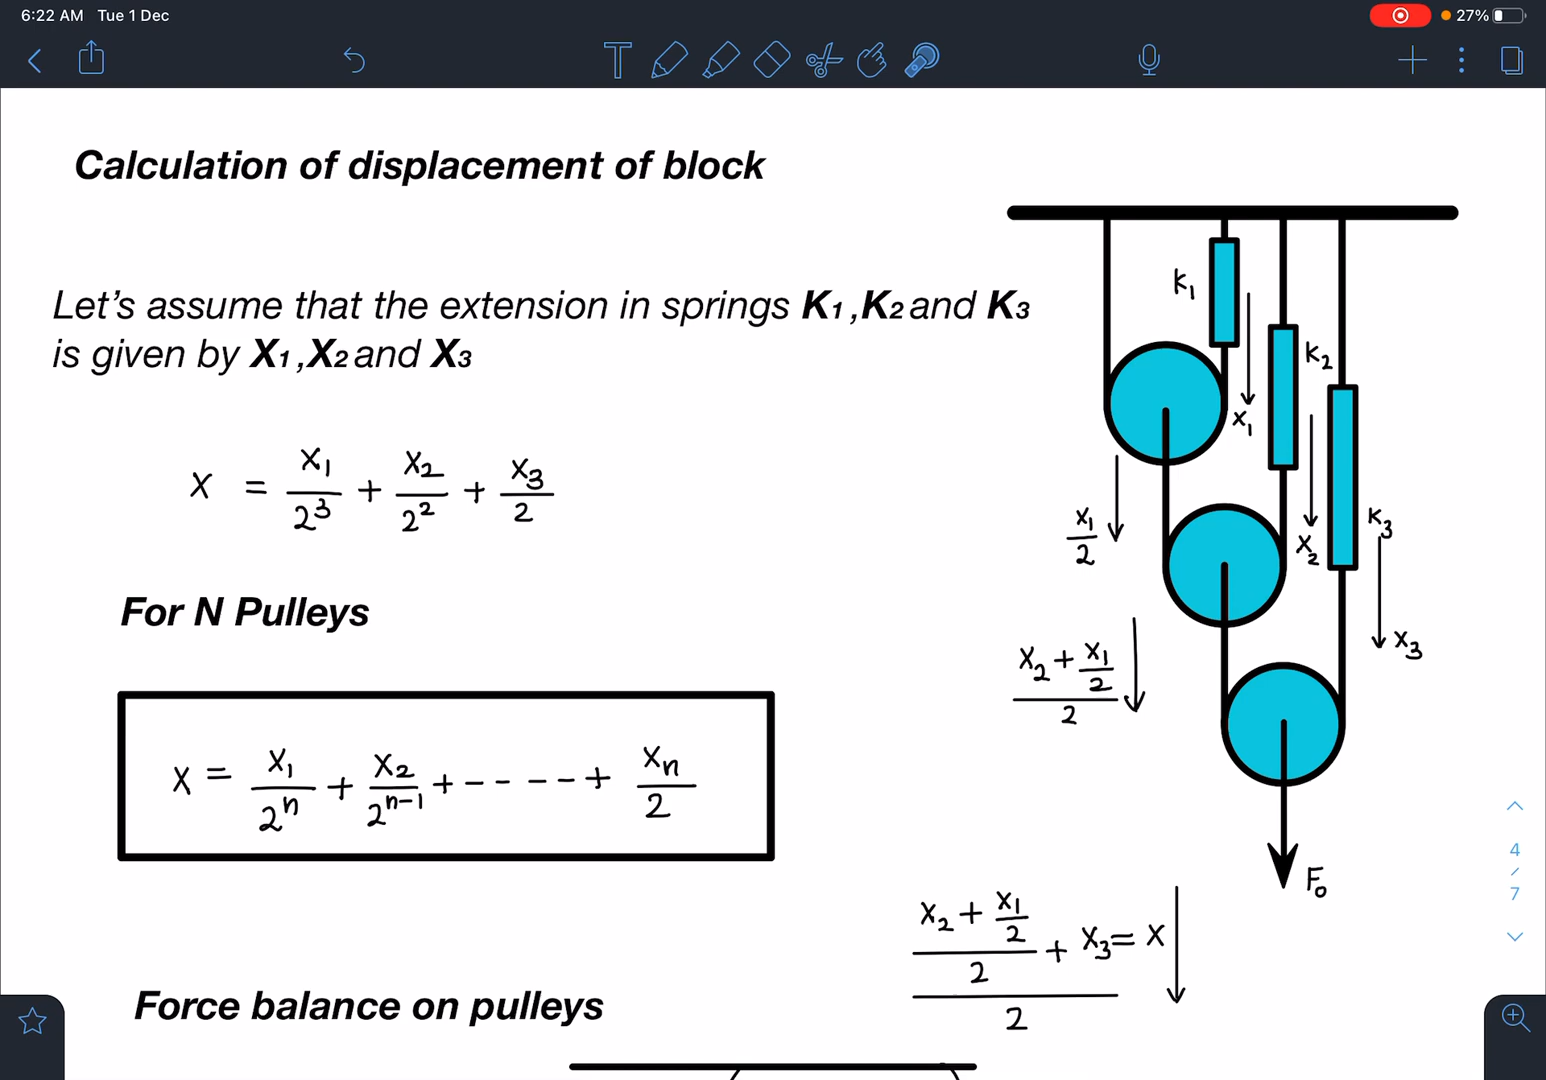 6:22 AM Tue 1 Dec
27%
Calculation of displacement of block
Let's assume that the extension in springs K1 ,K2 and K3
is given by X1 ,X2 and X3
x = x₁/2³ + x₂/2² + x₃/2
For N Pulleys
x = x₁/2ⁿ + x₂/2ⁿ⁻¹ + - - - - - + xₙ/2
Force balance on pulleys
K₁
x₁
K₂
x₂
K₃
x₃
x₁/2
(x₂ + x₁/2)/2
F₀
((x₂ + x₁/2)/2 + x₃)/2 = x
4
/
7